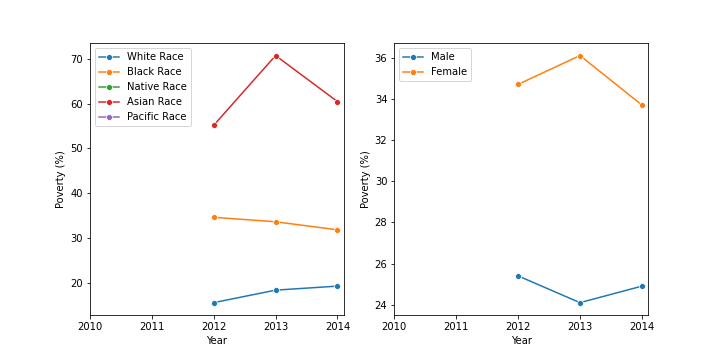 White Race
Black Race
Native Race
Asian Race
Pacific Race
Poverty (%)
70
60
50
40
30
20
2010 2011 2012 2013 2014
Year
Male
Female
Poverty (%)
36
34
32
30
28
26
24
2010 2011 2012 2013 2014
Year